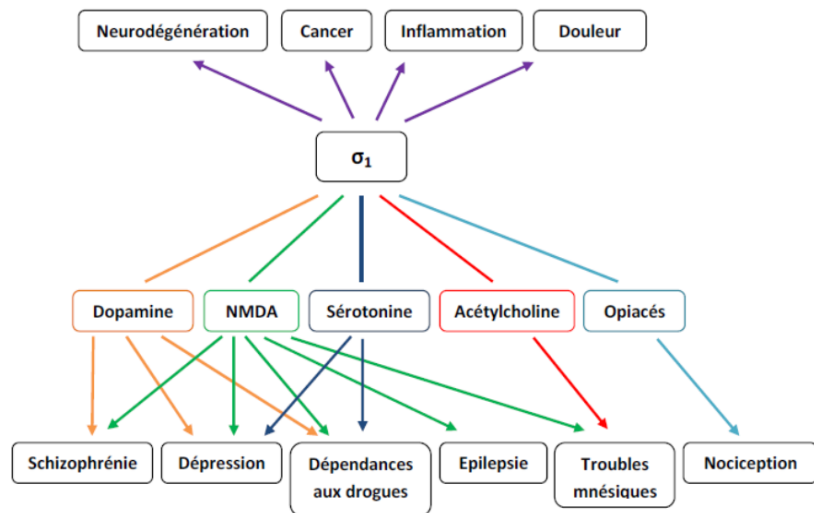 Neurodégénération
Cancer
Inflammation
Douleur
σ₁
Dopamine
NMDA
Sérotonine
Acétylcholine
Opiacés
Schizophrénie
Dépression
Dépendances
aux drogues
Epilepsie
Troubles
mnésiques
Nociception